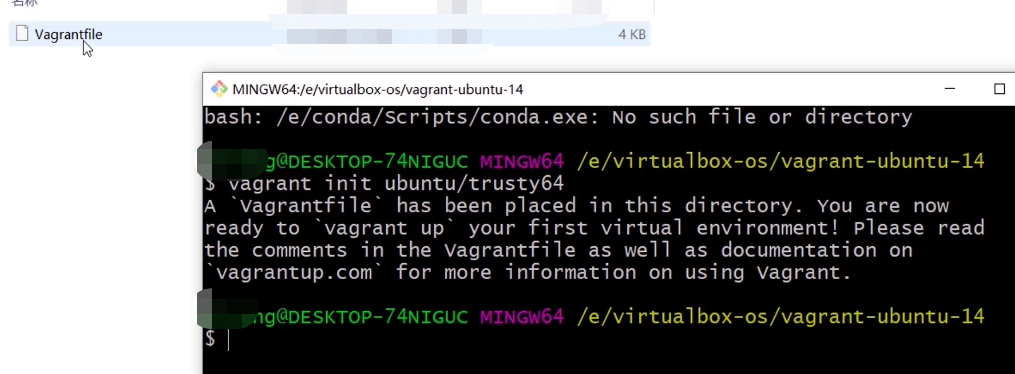 名称
Vagrantfile
4 KB
MINGW64:/e/virtualbox-os/vagrant-ubuntu-14
bash: /e/conda/Scripts/conda.exe: No such file or directory
g@DESKTOP-74NIGUC MINGW64 /e/virtualbox-os/vagrant-ubuntu-14
$ vagrant init ubuntu/trusty64
A `Vagrantfile` has been placed in this directory. You are now
ready to `vagrant up` your first virtual environment! Please read
the comments in the Vagrantfile as well as documentation on
`vagrantup.com` for more information on using Vagrant.
ng@DESKTOP-74NIGUC MINGW64 /e/virtualbox-os/vagrant-ubuntu-14
$